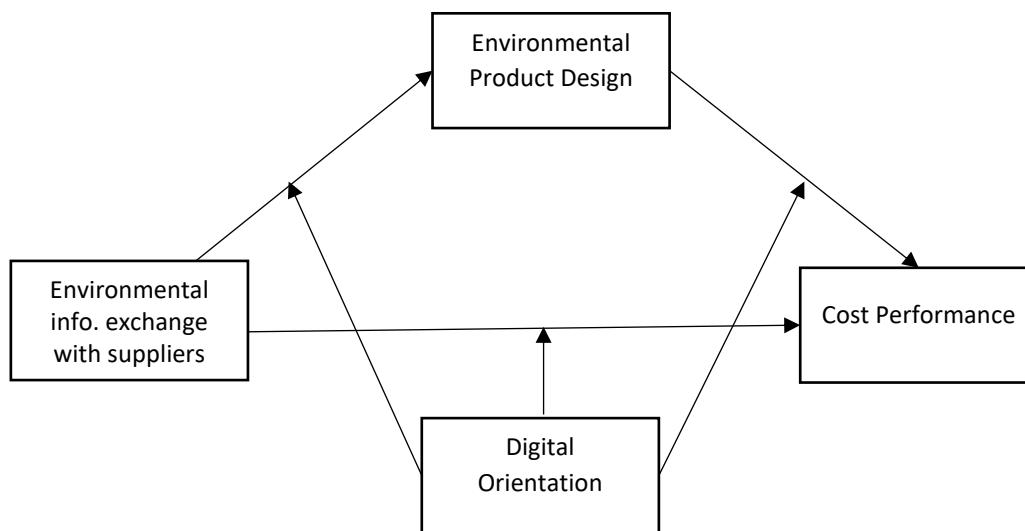 Environmental
Product Design
Environmental
info. exchange
with suppliers
Cost Performance
Digital
Orientation